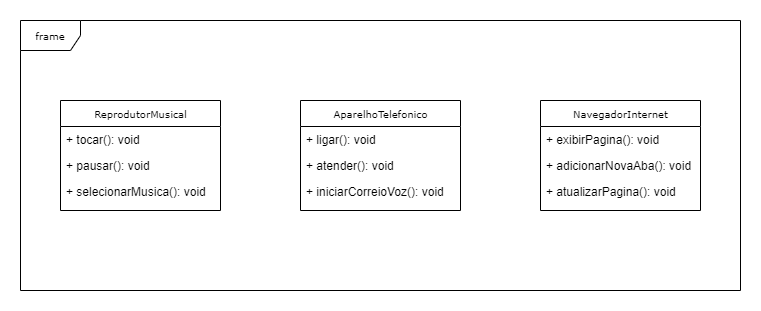 frame
ReprodutorMusical
+ tocar(): void
+ pausar(): void
+ selecionarMusica(): void
AparelhoTelefonico
+ ligar(): void
+ atender(): void
+ iniciarCorreioVoz(): void
NavegadorInternet
+ exibirPagina(): void
+ adicionarNovaAba(): void
+ atualizarPagina(): void